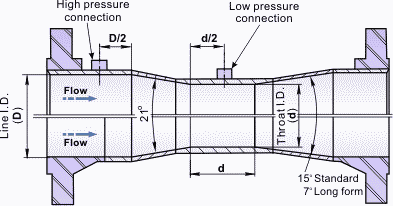 High pressure
connection
Low pressure
connection
D/2
d/2
Flow
Flow
Line I.D.
(D)
21°
Throat I.D.
(d)
d
15° Standard
7° Long form